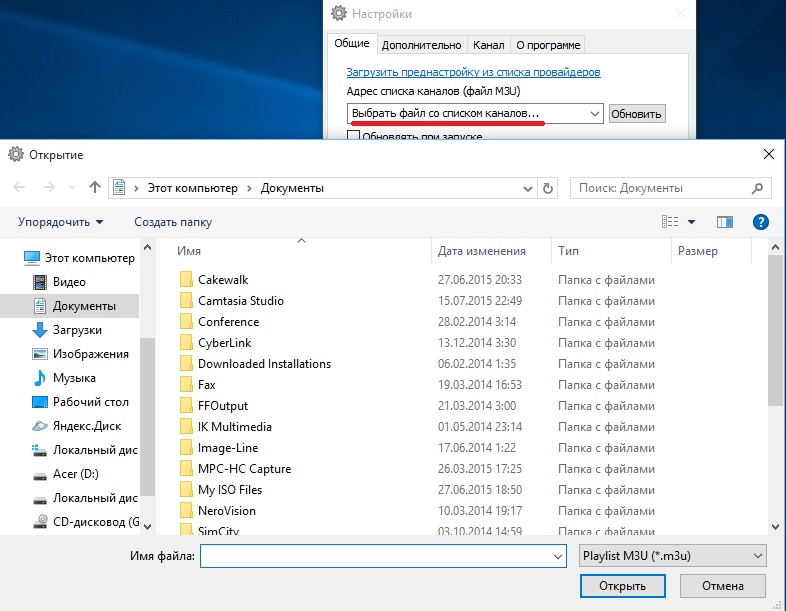 Настройки
Общие Дополнительно Канал О программе
Загрузить преднастройку из списка провайдеров
Адрес списка каналов (файл M3U)
Выбрать файл со списком каналов... Обновить
Обновлять при запуске
Открытие
Этот компьютер Документы Поиск: Документы
Упорядочить Создать папку
Имя Дата изменения Тип Размер
Этот компьютер
Видео
Документы
Загрузки
Изображения
Музыка
Рабочий стол
Яндекс.Диск
Локальный дис
Acer (D:)
Локальный дис
CD-дисковод (G
Cakewalk 27.06.2015 20:33 Папка с файлами
Camtasia Studio 15.07.2015 22:49 Папка с файлами
Conference 28.02.2014 3:14 Папка с файлами
CyberLink 13.12.2014 3:30 Папка с файлами
Downloaded Installations 06.02.2014 1:35 Папка с файлами
Fax 19.03.2014 16:53 Папка с файлами
FFOutput 21.03.2014 3:00 Папка с файлами
IK Multimedia 01.05.2014 23:14 Папка с файлами
Image-Line 17.06.2014 1:22 Папка с файлами
MPC-HC Capture 26.03.2015 17:25 Папка с файлами
My ISO Files 27.06.2015 18:50 Папка с файлами
NeroVision 10.03.2014 19:17 Папка с файлами
SimCity 03.10.2014 14:59 Папка с файлами
Имя файла: Playlist M3U (*.m3u)
Открыть Отмена